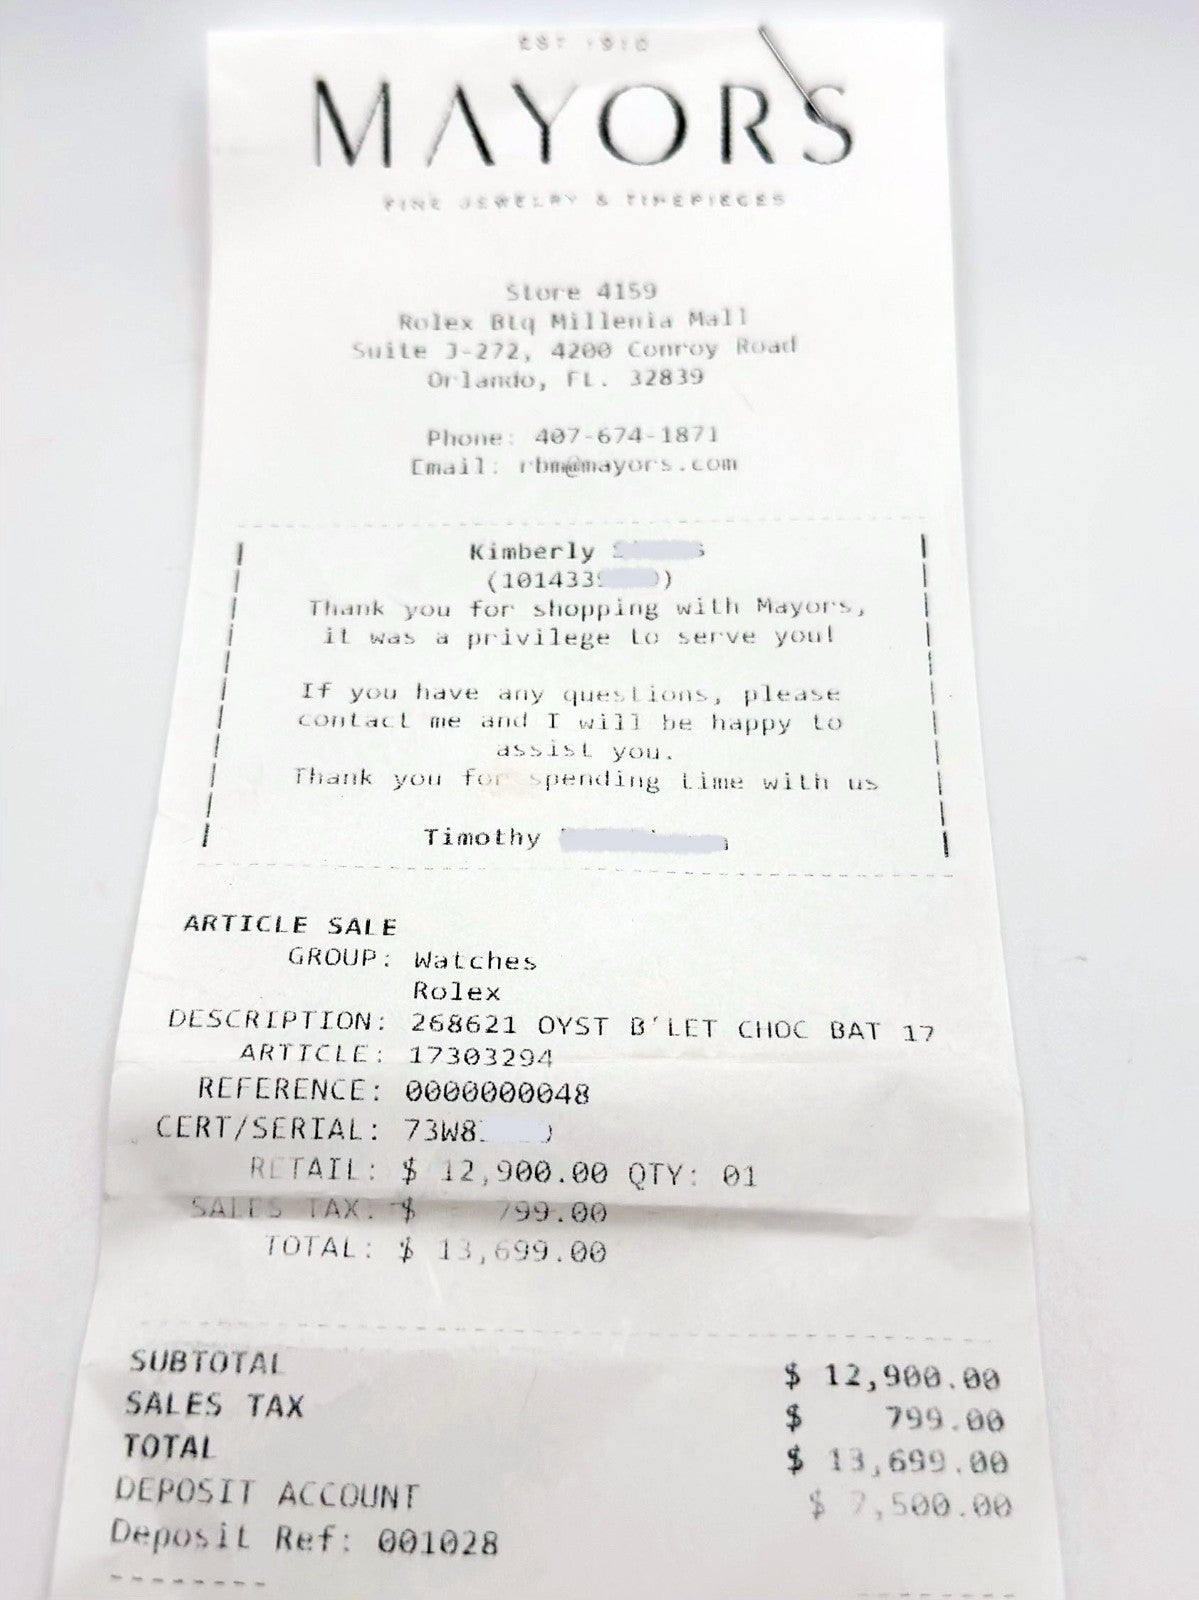 EST 1910
MAYORS
FINE JEWELRY & TIMEPIECES
Store 4159
Rolex Btq Millenia Mall
Suite J-272, 4200 Conroy Road
Orlando, FL. 32839
Phone: 407-674-1871
Email: rbm@mayors.com
Kimberly
(101433
Thank you for shopping with Mayors,
it was a privilege to serve you!
If you have any questions, please
contact me and I will be happy to
assist you.
Thank you for spending time with us
Timothy
ARTICLE SALE
GROUP: Watches
Rolex
DESCRIPTION: 268621 OYST B'LET CHOC BAT 17
ARTICLE: 17303294
REFERENCE: 0000000048
CERT/SERIAL: 73W8
RETAIL: $ 12,900.00 QTY: 01
SALES TAX: $ 799.00
TOTAL: $ 13,699.00
SUBTOTAL $ 12,900.00
SALES TAX $ 799.00
TOTAL $ 13,699.00
DEPOSIT ACCOUNT $ 7,500.00
Deposit Ref: 001028